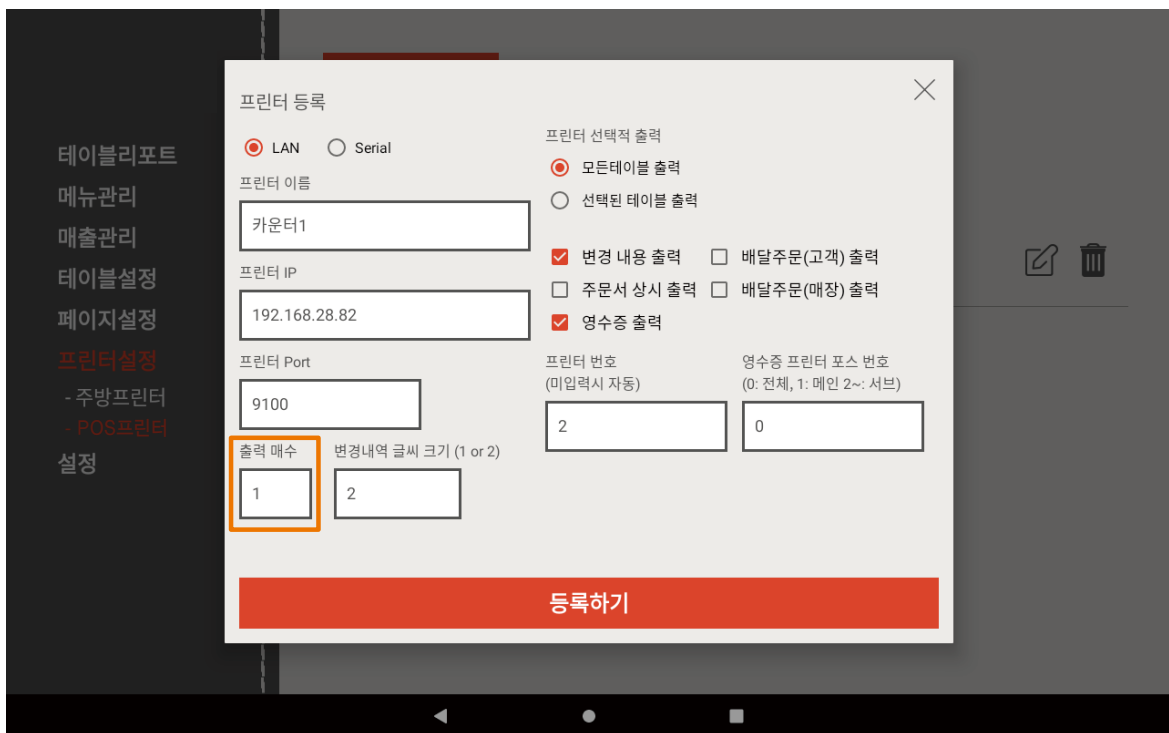 테이블리포트
메뉴관리
매출관리
테이블설정
페이지설정
프린터설정
- 주방프린터
- POS프린터
설정
프린터 등록
LAN
Serial
프린터 이름
카운터1
프린터 IP
192.168.28.82
프린터 Port
9100
출력 매수
변경내역 글씨 크기 (1 or 2)
1
2
프린터 선택적 출력
모든테이블 출력
선택된 테이블 출력
변경 내용 출력
배달주문(고객) 출력
주문서 상시 출력
배달주문(매장) 출력
영수증 출력
프린터 번호
(미입력시 자동)
2
영수증 프린터 포스 번호
(0: 전체, 1: 메인 2~: 서브)
0
등록하기